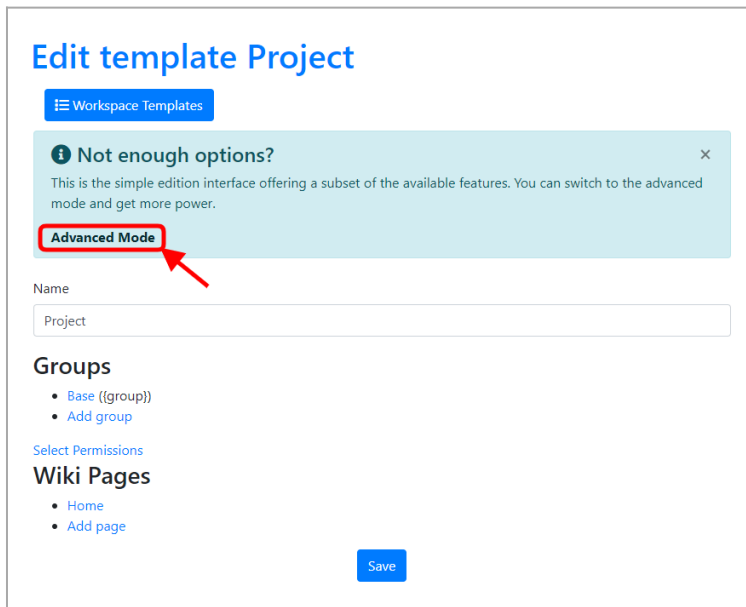 Edit template Project
Workspace Templates
Not enough options?
×
This is the simple edition interface offering a subset of the available features. You can switch to the advanced
mode and get more power.
Advanced Mode
Name
Project
Groups
Base ({group})
Add group
Select Permissions
Wiki Pages
Home
Add page
Save